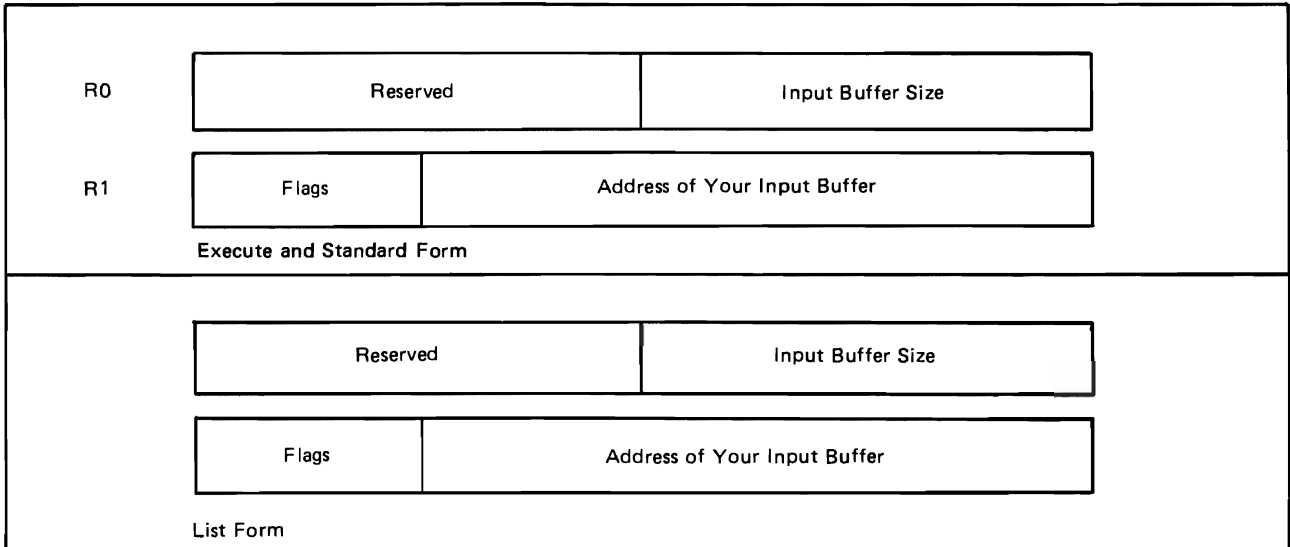 R0 Reserved Input Buffer Size
R1 Flags Address of Your Input Buffer
Execute and Standard Form
Reserved Input Buffer Size
Flags Address of Your Input Buffer
List Form